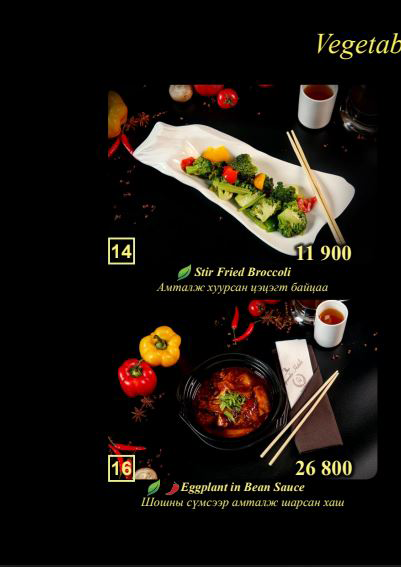 Vegetab
14
11 900
Stir Fried Broccoli
Амталж хуурсан цэцэгт байцаа
16
26 800
Eggplant in Bean Sauce
Шошны сүмсээр амталж шарсан хаш